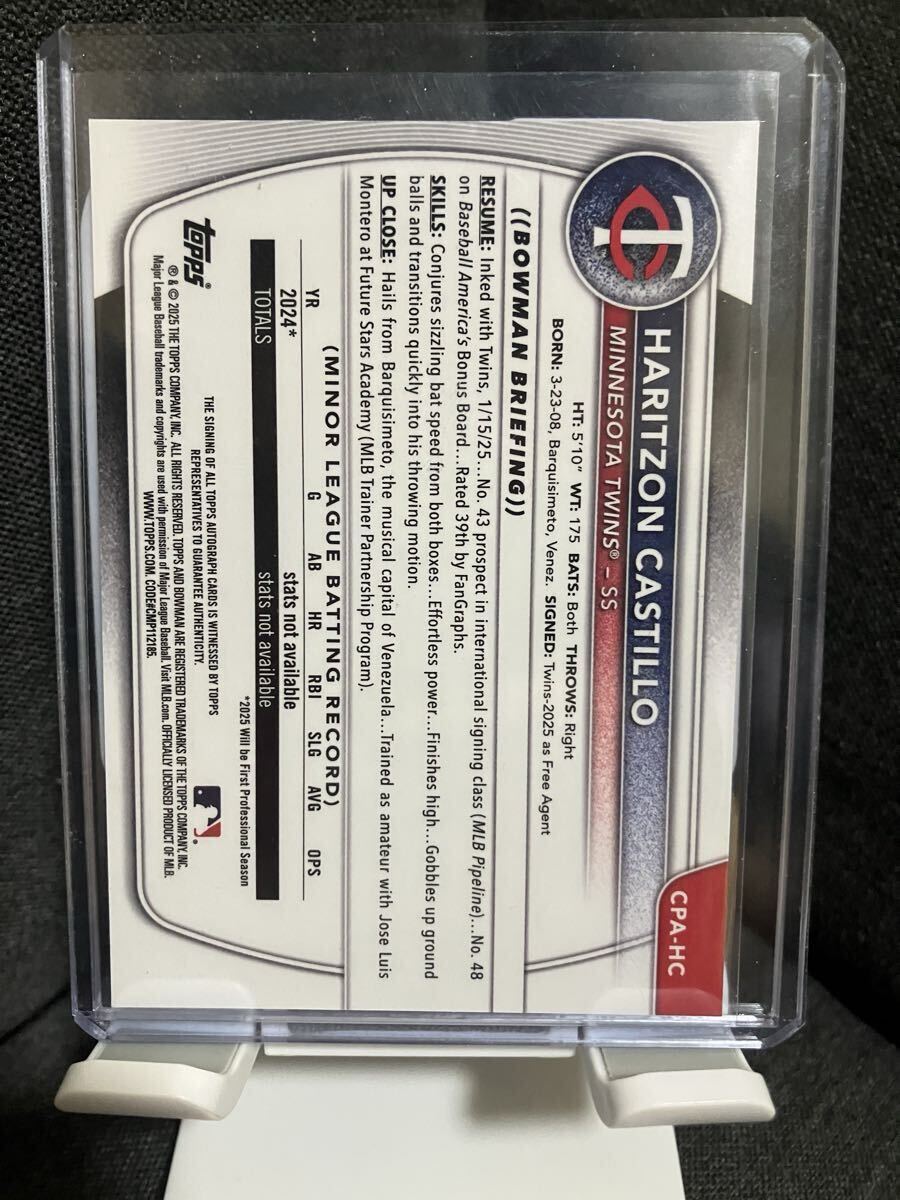 CPA-HC
TC
HARITZON CASTILLO
MINNESOTA TWINS® – SS
HT: 5'10" WT: 175 BATS: Both THROWS: Right
BORN: 3-23-08, Barquisimeto, Venez. SIGNED: Twins-2025 as Free Agent
((BOWMAN BRIEFING))
RESUME: Inked with Twins, 1/15/25...No. 43 prospect in international signing class (MLB Pipeline)...No. 48
on Baseball America's Bonus Board...Rated 39th by FanGraphs.
SKILLS: Conjures sizzling bat speed from both boxes...Effortless power...Finishes high...Gobbles up ground
balls and transitions quickly into his throwing motion.
UP CLOSE: Hails from Barquisimeto, the musical capital of Venezuela...Trained as amateur with Jose Luis
Montero at Future Stars Academy (MLB Trainer Partnership Program).
(MINOR LEAGUE BATTING RECORD)
YR G AB HR RBI SLG AVG OPS
2024* stats not available
TOTALS stats not available
*2025 Will be First Professional Season
THE SIGNING OF ALL TOPPS AUTOGRAPH CARDS IS WITNESSED BY TOPPS
REPRESENTATIVES TO GUARANTEE AUTHENTICITY.
topps®
® & © 2025 THE TOPPS COMPANY, INC. ALL RIGHTS RESERVED. TOPPS AND BOWMAN ARE REGISTERED TRADEMARKS OF THE TOPPS COMPANY, INC.
Major League Baseball trademarks and copyrights are used with permission of Major League Baseball. Visit MLB.com. OFFICIALLY LICENSED PRODUCT OF MLB.
WWW.TOPPS.COM. CODE#CMP112185.